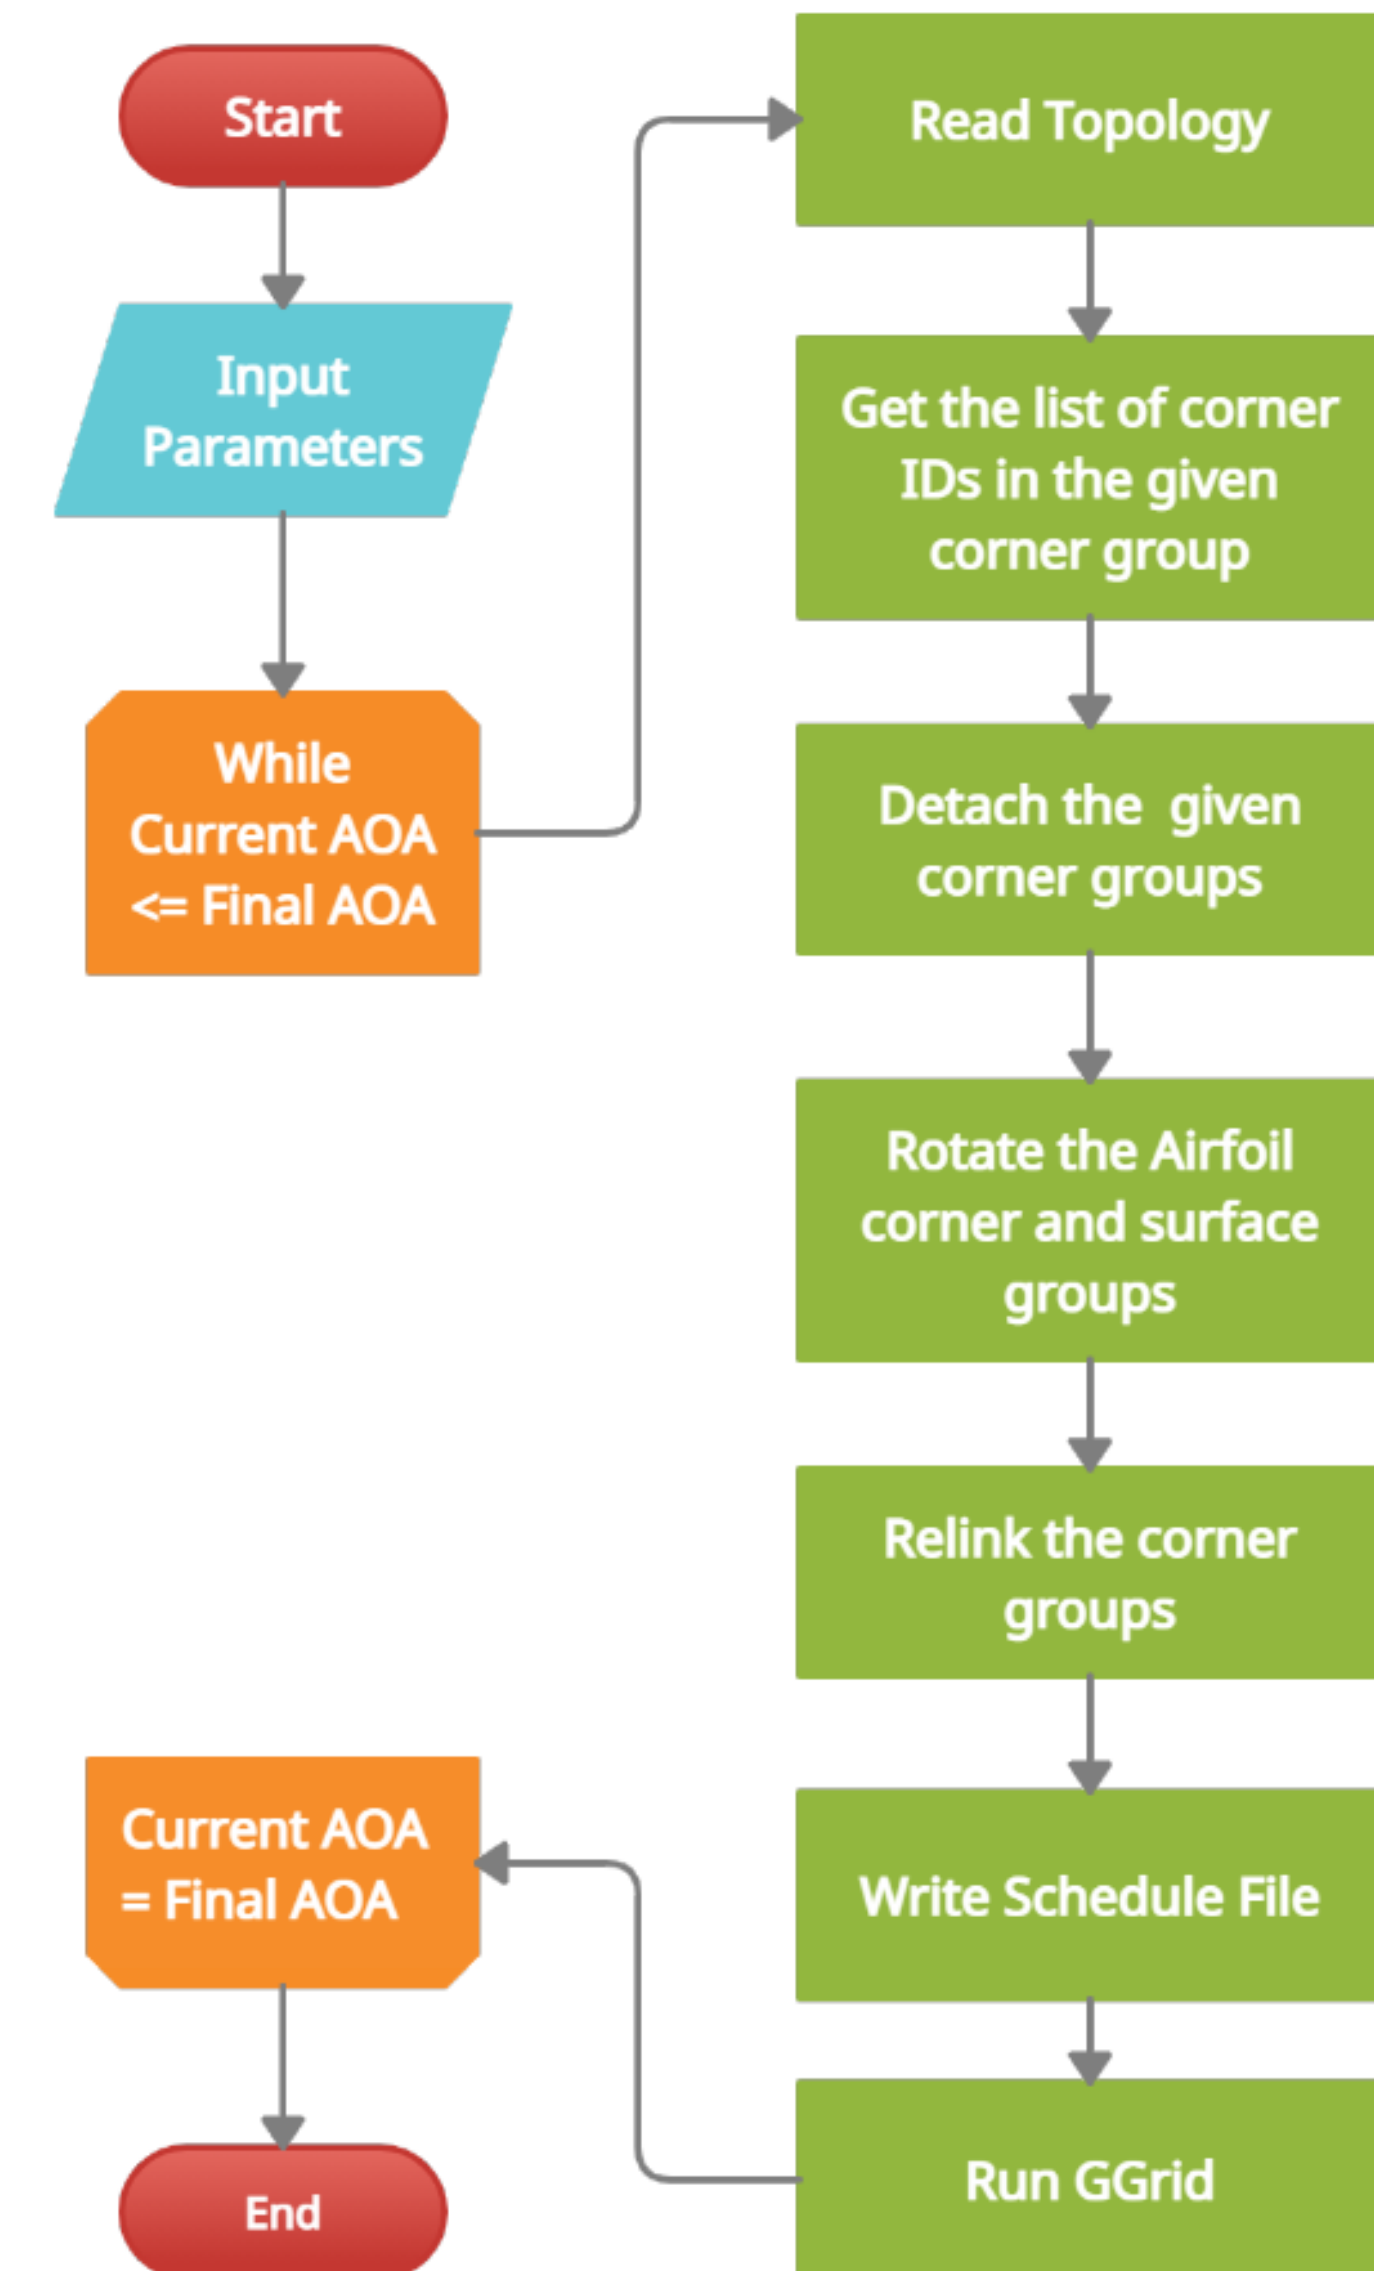 Start
Input
Parameters
While
Current AOA
<= Final AOA
Read Topology
Get the list of corner
IDs in the given
corner group
Detach the  given
corner groups
Rotate the Airfoil
corner and surface
groups
Relink the corner
groups
Write Schedule File
Run GGrid
Current AOA
= Final AOA
End